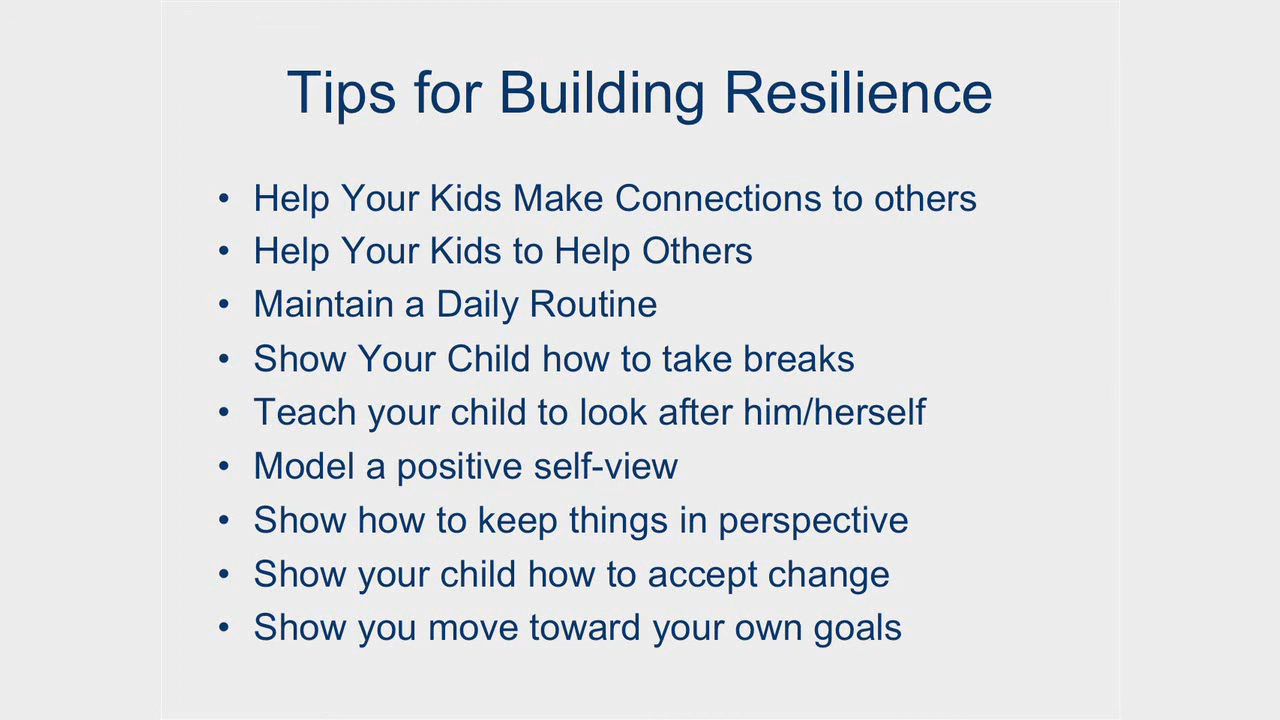 Tips for Building Resilience
• Help Your Kids Make Connections to others
• Help Your Kids to Help Others
• Maintain a Daily Routine
• Show Your Child how to take breaks
• Teach your child to look after him/herself
• Model a positive self-view
• Show how to keep things in perspective
• Show your child how to accept change
• Show you move toward your own goals